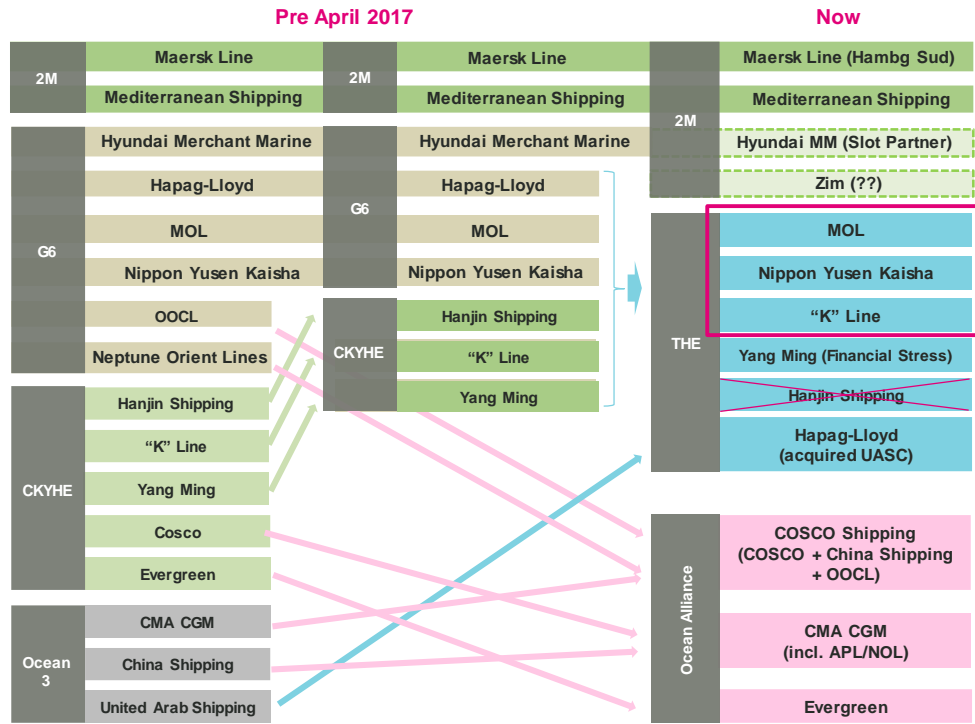 Pre April 2017
Now
2M
Maersk Line
Mediterranean Shipping
G6
Hyundai Merchant Marine
Hapag-Lloyd
MOL
Nippon Yusen Kaisha
OOCL
Neptune Orient Lines
CKYHE
Hanjin Shipping
“K” Line
Yang Ming
Cosco
Evergreen
Ocean
3
CMA CGM
China Shipping
United Arab Shipping
2M
Maersk Line
Mediterranean Shipping
G6
Hyundai Merchant Marine
Hapag-Lloyd
MOL
Nippon Yusen Kaisha
CKYHE
Hanjin Shipping
“K” Line
Yang Ming
2M
Maersk Line (Hambg Sud)
Mediterranean Shipping
Hyundai MM (Slot Partner)
Zim (??)
THE
MOL
Nippon Yusen Kaisha
“K” Line
Yang Ming (Financial Stress)
Hanjin Shipping
Hapag-Lloyd
(acquired UASC)
Ocean Alliance
COSCO Shipping
(COSCO + China Shipping
+ OOCL)
CMA CGM
(incl. APL/NOL)
Evergreen